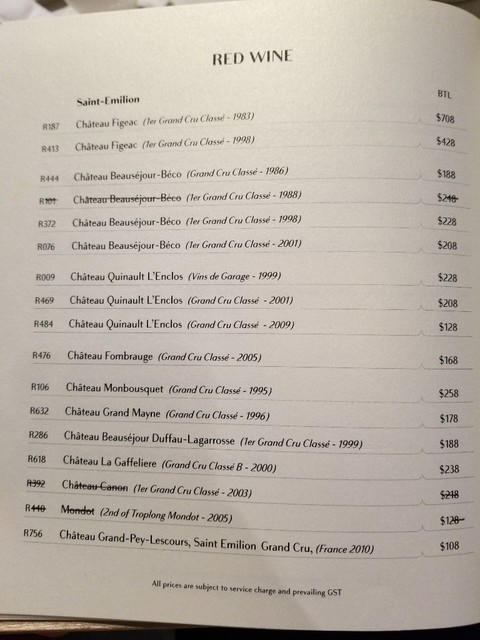 RED WINE
Saint-Emilion BTL
R187 Château Figeac (1er Grand Cru Classé - 1983) $708
R413 Château Figeac (1er Grand Cru Classé - 1998) $428
R444 Château Beauséjour-Béco (Grand Cru Classé - 1986) $188
R101 Château Beauséjour-Béco (1er Grand Cru Classé - 1988) $248
R372 Château Beauséjour-Béco (1er Grand Cru Classé - 1998) $228
R076 Château Beauséjour-Béco (1er Grand Cru Classé - 2001) $208
R009 Château Quinault L'Enclos (Vins de Garage - 1999) $228
R469 Château Quinault L'Enclos (Grand Cru Classé - 2001) $208
R484 Château Quinault L'Enclos (Grand Cru Classé - 2009) $128
R476 Château Fombrauge (Grand Cru Classé - 2005) $168
R106 Château Monbousquet (Grand Cru Classé - 1995) $258
R632 Château Grand Mayne (Grand Cru Classé - 1996) $178
R286 Château Beauséjour Duffau-Lagarrosse (1er Grand Cru Classé - 1999) $188
R618 Château La Gaffeliere (Grand Cru Classé B - 2000) $238
R392 Château Canon (1er Grand Cru Classé - 2003) $218
R440 Mondot (2nd of Troplong Mondot - 2005) $128
R756 Château Grand-Pey-Lescours, Saint Emilion Grand Cru, (France 2010) $108
All prices are subject to service charge and prevailing GST